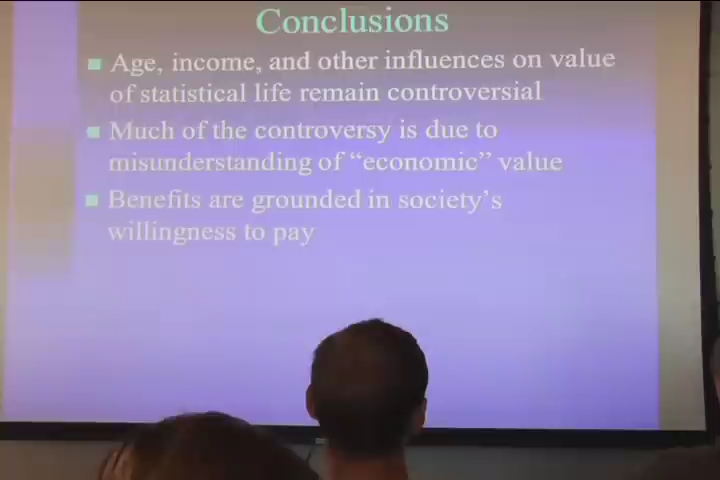 Conclusions
Age, income, and other influences on value
of statistical life remain controversial
Much of the controversy is due to
misunderstanding of “economic” value
Benefits are grounded in society’s
willingness to pay